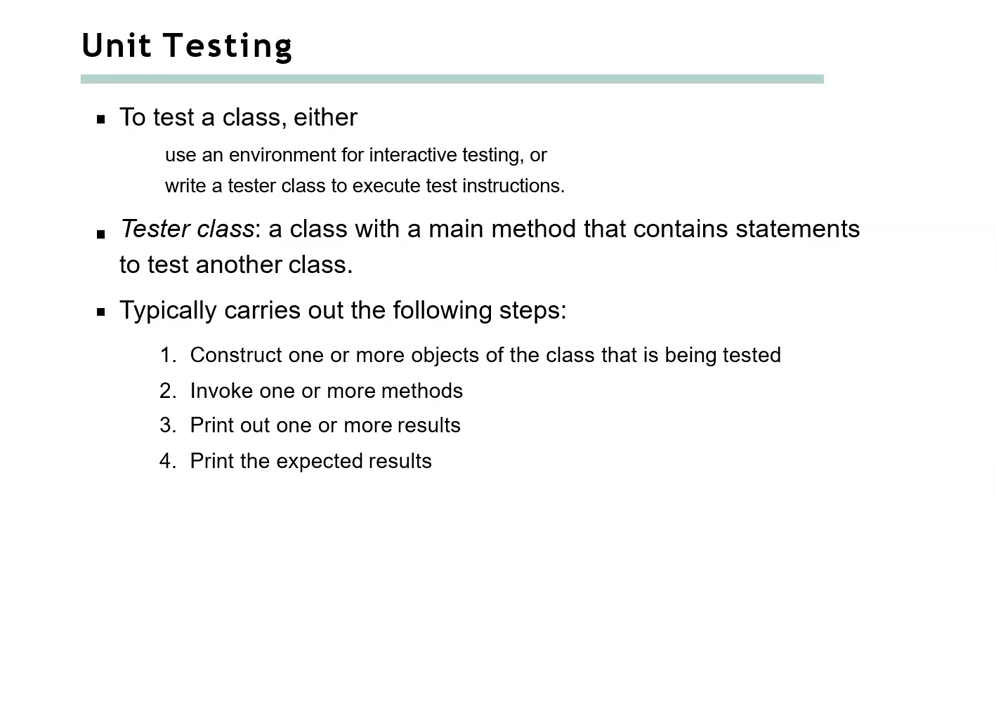 Unit Testing
To test a class, either
use an environment for interactive testing, or
write a tester class to execute test instructions.
Tester class: a class with a main method that contains statements
to test another class.
Typically carries out the following steps:
1. Construct one or more objects of the class that is being tested
2. Invoke one or more methods
3. Print out one or more results
4. Print the expected results